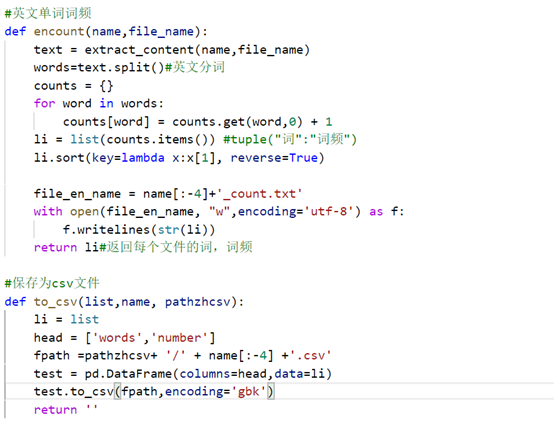 #英文单词词频
def encount(name,file_name):
    text = extract_content(name,file_name)
    words=text.split()#英文分词
    counts = {}
    for word in words:
        counts[word] = counts.get(word,0) + 1
    li = list(counts.items()) #tuple("词":"词频")
    li.sort(key=lambda x:x[1], reverse=True)

    file_en_name = name[:-4]+'_count.txt'
    with open(file_en_name, "w",encoding='utf-8') as f:
        f.writelines(str(li))
    return li#返回每个文件的词，词频

#保存为csv文件
def to_csv(list,name, pathzhcsv):
    li = list
    head = ['words','number']
    fpath =pathzhcsv+ '/' + name[:-4] +'.csv'
    test = pd.DataFrame(columns=head,data=li)
    test.to_csv(fpath,encoding='gbk')
    return ''